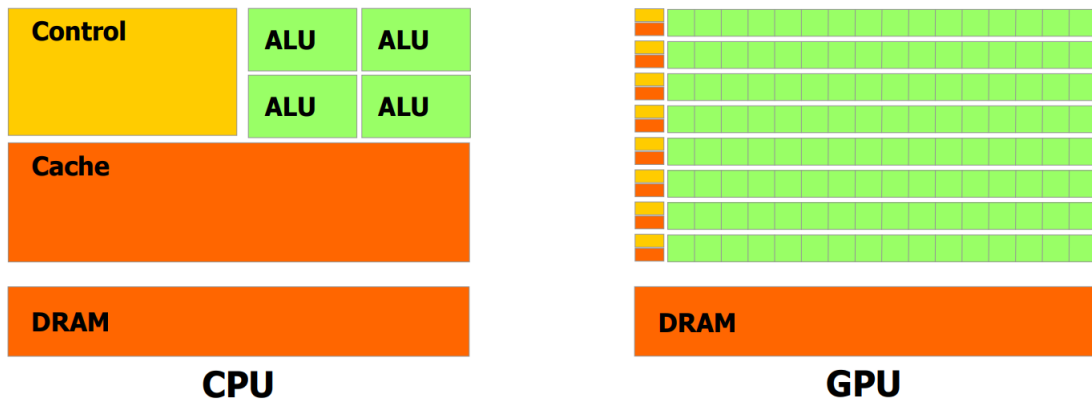 Control
ALU
ALU
ALU
ALU
Cache
DRAM
CPU
DRAM
GPU